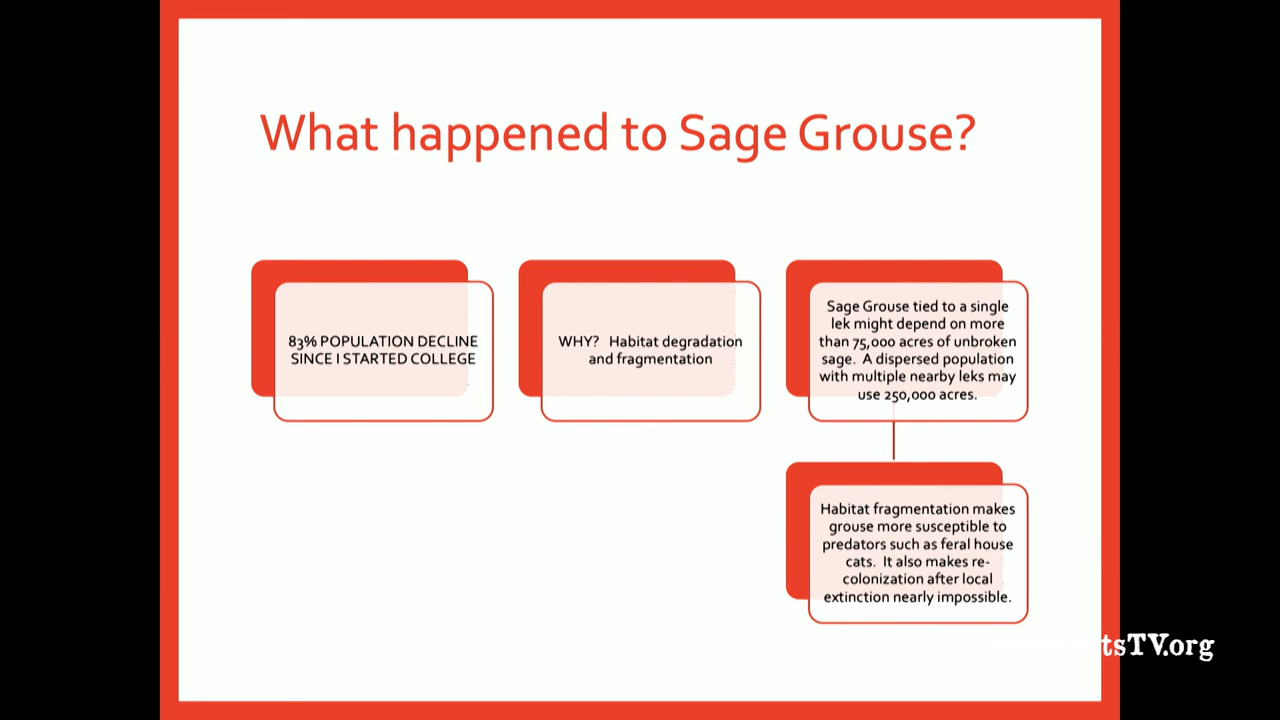 What happened to Sage Grouse?
83% POPULATION DECLINE
SINCE I STARTED COLLEGE
WHY? Habitat degradation
and fragmentation
Sage Grouse tied to a single
lek might depend on more
than 75,000 acres of unbroken
sage. A dispersed population
with multiple nearby leks may
use 250,000 acres.
Habitat fragmentation makes
grouse more susceptible to
predators such as feral house
cats. It also makes re-
colonization after local
extinction nearly impossible.
tsTV.org